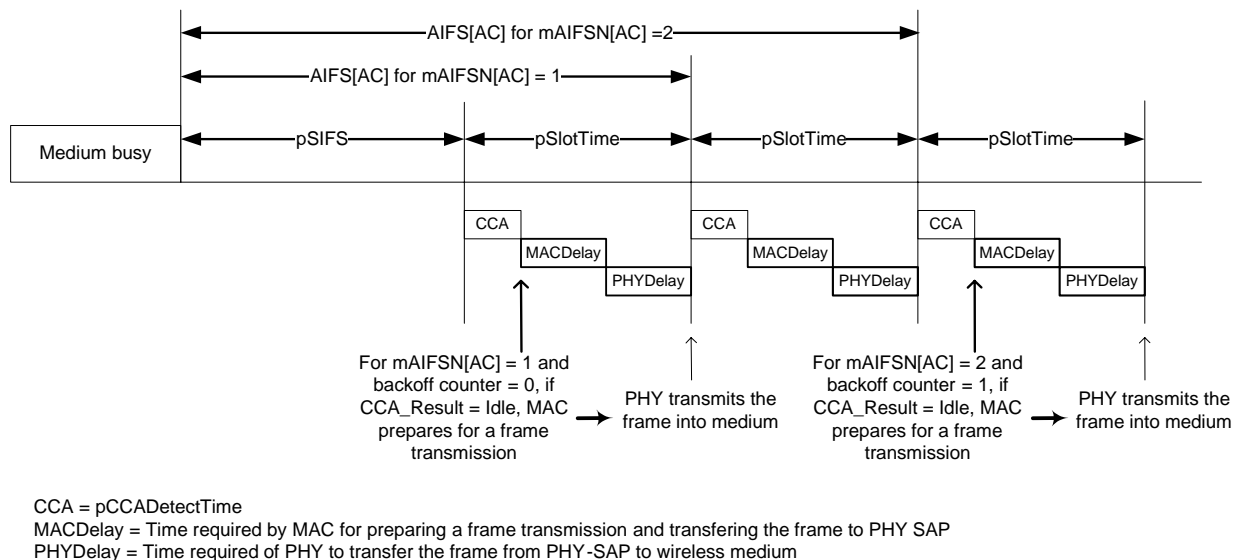 AIFS[AC] for mAIFSN[AC] =2
AIFS[AC] for mAIFSN[AC] = 1
Medium busy
pSIFS
pSlotTime
pSlotTime
pSlotTime
CCA
CCA
CCA
MACDelay
MACDelay
MACDelay
PHYDelay
PHYDelay
PHYDelay
For mAIFSN[AC] = 1 and
backoff counter = 0, if
CCA_Result = Idle, MAC
prepares for a frame
transmission
PHY transmits the
frame into medium
For mAIFSN[AC] = 2 and
backoff counter = 1, if
CCA_Result = Idle, MAC
prepares for a frame
transmission
PHY transmits the
frame into medium
CCA = pCCADetectTime
MACDelay = Time required by MAC for preparing a frame transmission and transfering the frame to PHY SAP
PHYDelay = Time required of PHY to transfer the frame from PHY-SAP to wireless medium